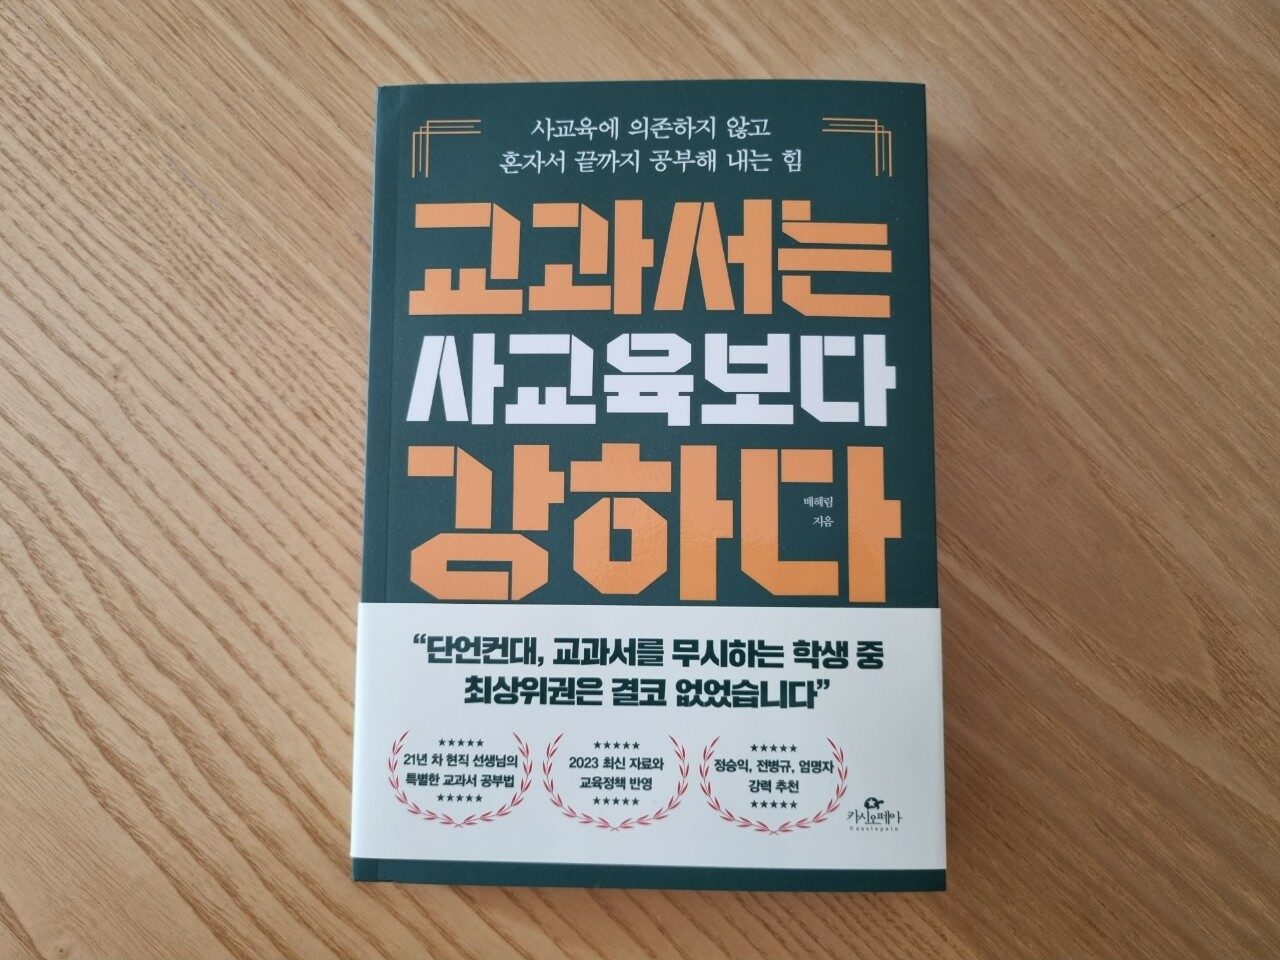 사교육에 의존하지 않고
혼자서 끝까지 공부해 내는 힘
교과서는
사교육보다
강하다
배혜림
지음
“단언컨대, 교과서를 무시하는 학생 중
최상위권은 결코 없었습니다”
★★★★★
21년 차 현직 선생님의
특별한 교과서 공부법
★★★★★
★★★★★
2023 최신 자료와
교육정책 반영
★★★★★
★★★★★
정승익, 전병규, 엄명자
강력 추천
★★★★★
카시오페아
Cassiopeia